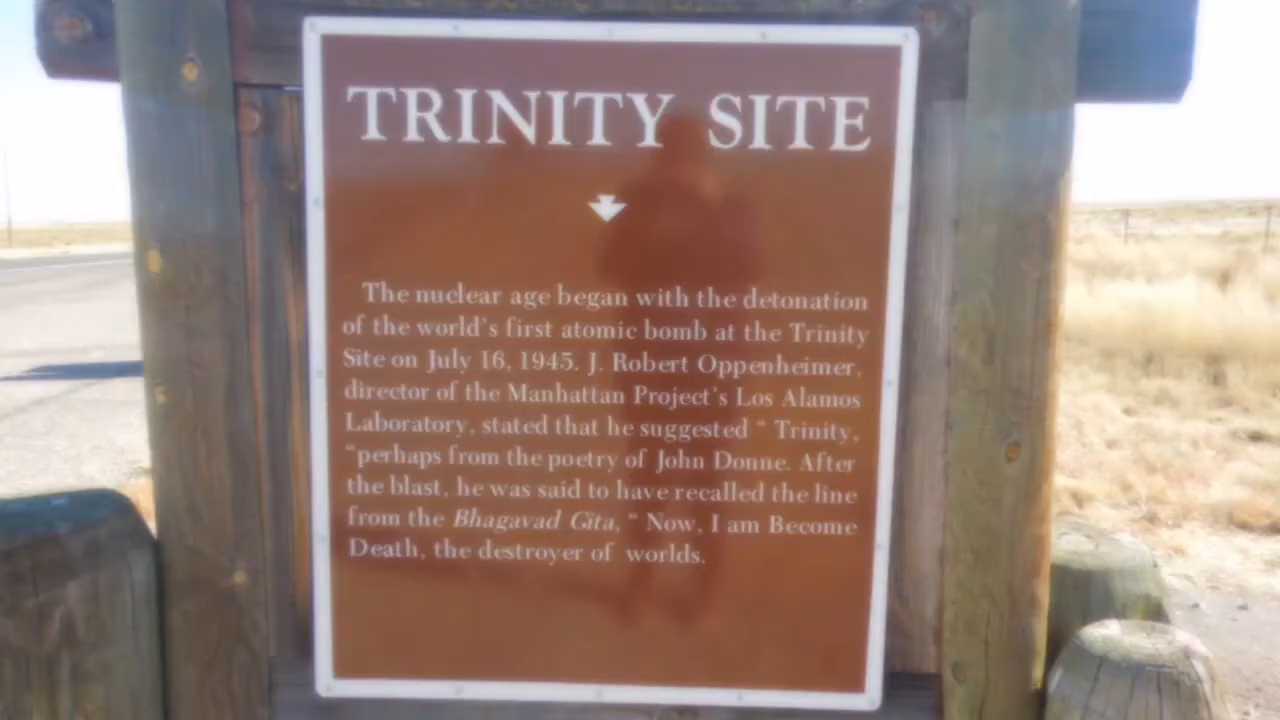 TRINITY SITE
The nuclear age began with the detonation
of the world's first atomic bomb at the Trinity
Site on July 16, 1945. J. Robert Oppenheimer,
director of the Manhattan Project's Los Alamos
Laboratory, stated that he suggested “ Trinity,
“perhaps from the poetry of John Donne. After
the blast, he was said to have recalled the line
from the Bhagavad Gita, “ Now, I am Become
Death, the destroyer of worlds.